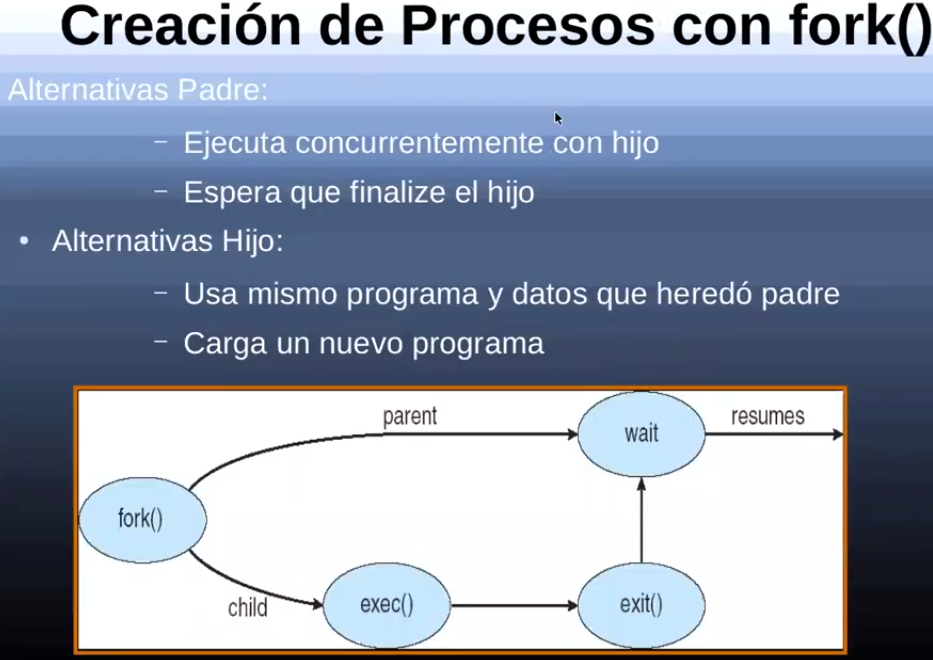 Creación de Procesos con fork()
Alternativas Padre:
– Ejecuta concurrentemente con hijo
– Espera que finalize el hijo
• Alternativas Hijo:
– Usa mismo programa y datos que heredó padre
– Carga un nuevo programa
parent
resumes
wait
fork()
child
exec()
exit()